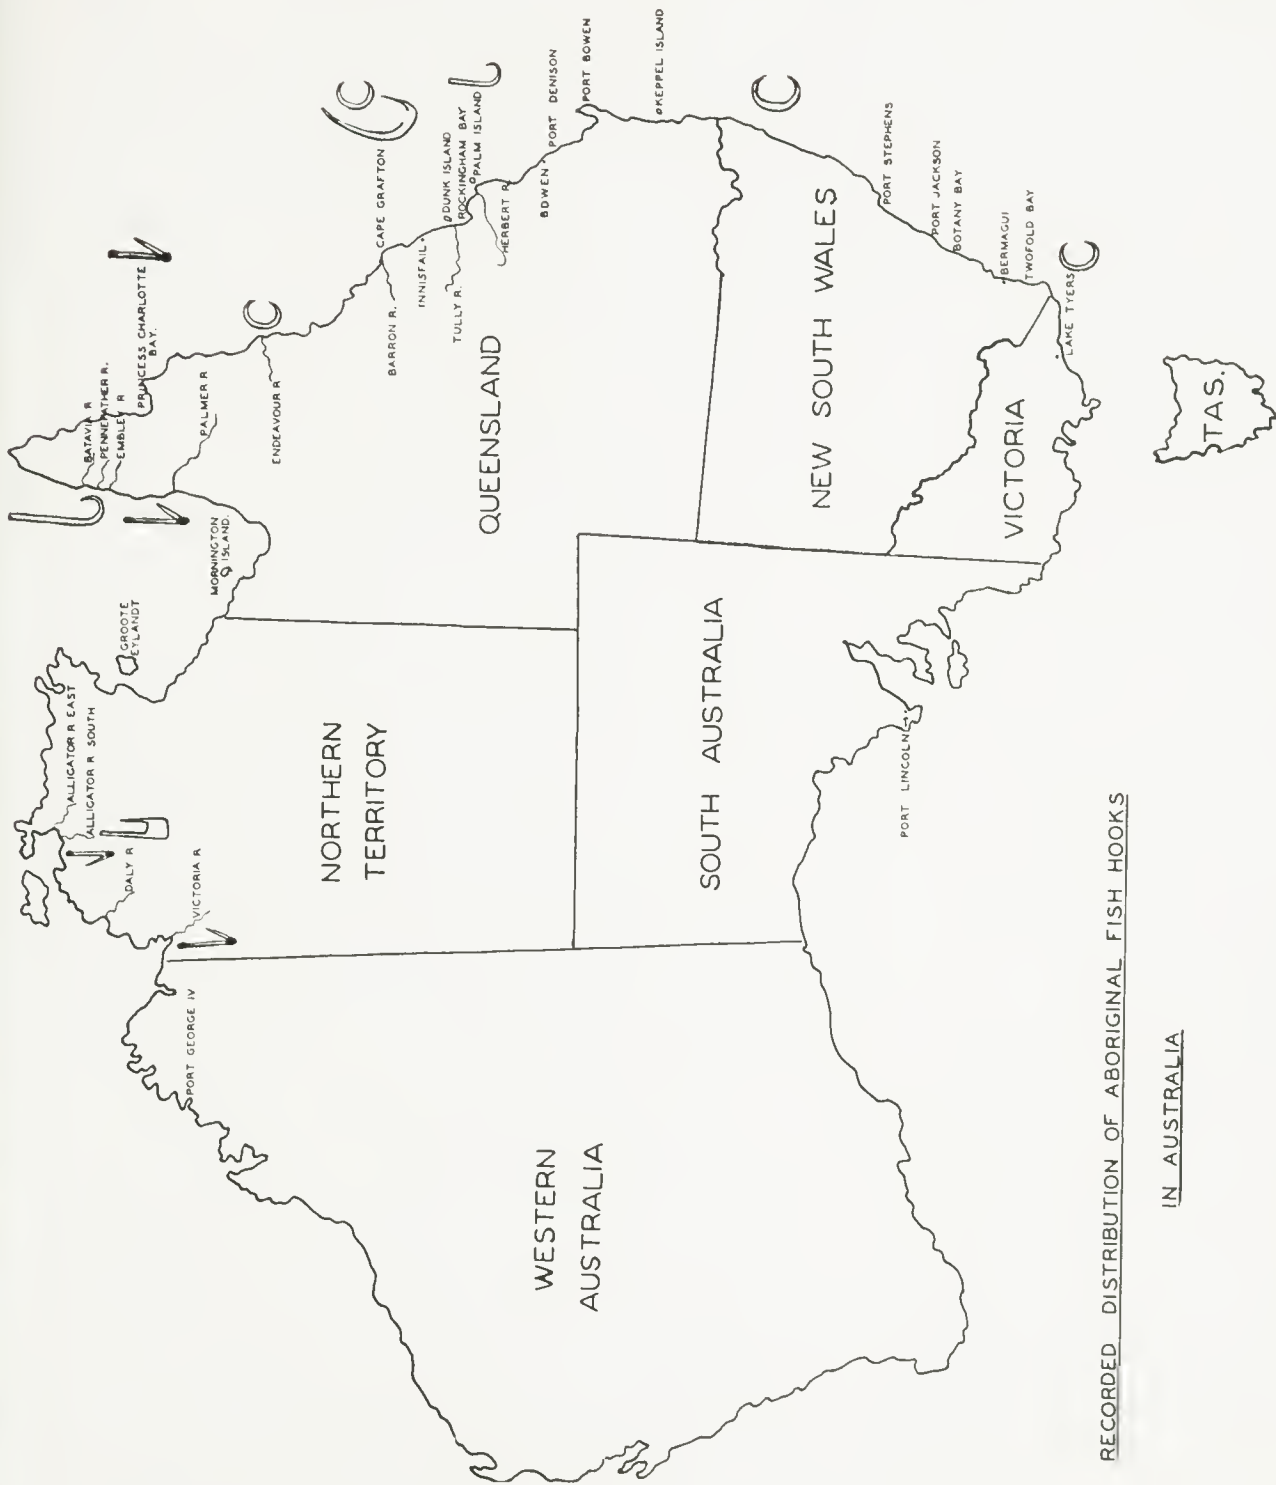 BATAVIA R
PENNEFATHER R.
EMBLEY R
PRINCESS CHARLOTTE
BAY.
PALMER R
ENDEAVOUR R
MORNINGTON
ISLAND.
GROOTE
EYLANDT
ALLIGATOR R EAST
ALLIGATOR R SOUTH
DALY R
VICTORIA R
PORT GEORGE IV
CAPE GRAFTON
BARRON R.
INNISFAIL
TULLY R.
DUNK ISLAND
ROCKINGHAM BAY
PALM ISLAND
HERBERT R.
BOWEN
PORT DENISON
PORT BOWEN
KEPPEL ISLAND
QUEENSLAND
NORTHERN
TERRITORY
WESTERN
AUSTRALIA
SOUTH AUSTRALIA
NEW SOUTH WALES
VICTORIA
PORT STEPHENS
PORT JACKSON
BOTANY BAY
BERMAGUI
TWOFOLD BAY
LAKE TYERS
PORT LINCOLN
TAS.
RECORDED DISTRIBUTION OF ABORIGINAL FISH HOOKS
IN AUSTRALIA